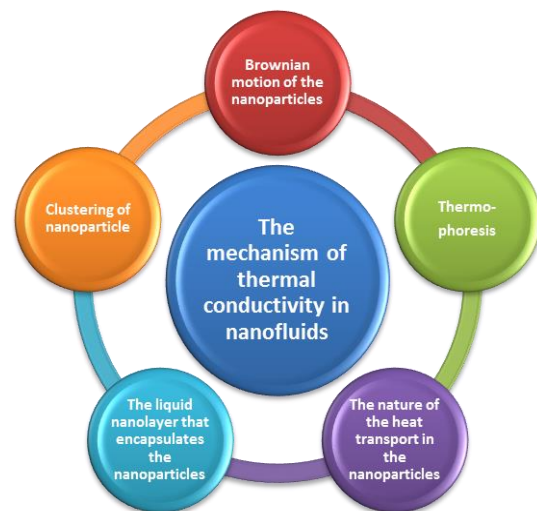 Brownian
motion of the
nanoparticles
Thermo-
phoresis
The nature of
the heat
transport in
the
nanoparticles
The liquid
nanolayer that
encapsulates
the
nanoparticles
Clustering of
nanoparticle
The
mechanism of
thermal
conductivity in
nanofluids